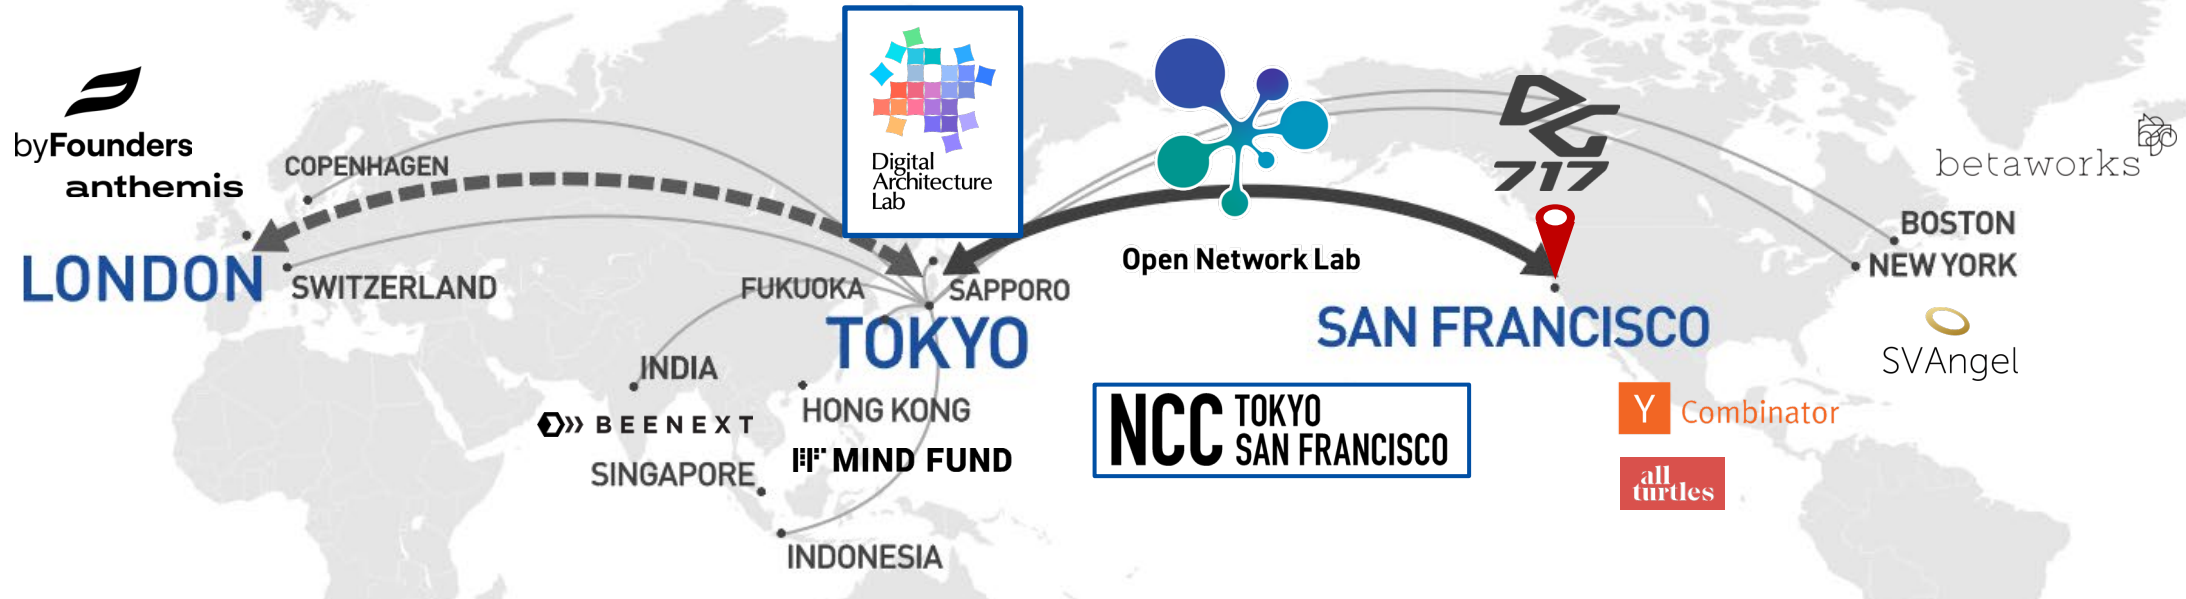 byFounders
anthemis
COPENHAGEN
LONDON
SWITZERLAND
Digital
Architecture
Lab
FUKUOKA
SAPPORO
TOKYO
INDIA
BEENEXT
SINGAPORE
HONG KONG
MIND FUND
INDONESIA
Open Network Lab
DG
717
SAN FRANCISCO
NCC TOKYO
SAN FRANCISCO
Y Combinator
all
turtles
betaworks
BOSTON
NEW YORK
SVAngel